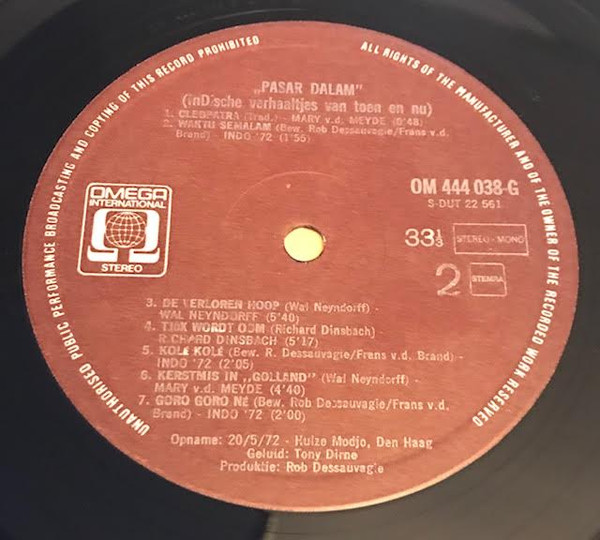 UNAUTHORISED PUBLIC PERFORMANCE BROADCASTING AND COPYING OF THIS RECORD PROHIBITED
ALL RIGHTS OF THE MANUFACTURER AND OF THE OWNER OF THE RECORDED WORK RESERVED
„PASAR DALAM"
(inD'sche verhaaltjes van toen en nu)
1. CLEOPATRA (Trad.) - MARY v.d. MEYDE (0'48)
2. WAKTU SEMALAM (Bew. Rob Dessauvagie/Frans v.d.
Brand) - INDO '72 (1'55)
OMEGA
INTERNATIONAL
STEREO
OM 444 038-G
S-DUT 22 561
33⅓
STEREO-MONO
2
STEMRA
3. DE VERLOREN HOOP (Wal Neyndorff) -
WAL NEYNDORFF (5'40)
4. TJIK WORDT OOM (Richard Dinsbach) -
RICHARD DINSBACH (5'17)
5. KOLÉ KOLÉ (Bew. R. Dessauvagie/Frans v.d. Brand) -
INDO '72 (2'05)
6. KERSTMIS IN „GOLLAND" (Wal Neyndorff) -
MARY v.d. MEYDE (4'40)
7. GORO GORO NÉ (Bew. Rob Dessauvagie/Frans v.d.
Brand) - INDO '72 (2'00)
Opname: 20/5/72 - Huize Modjo, Den Haag
Geluid: Tony Dirne
Produktie: Rob Dessauvagie